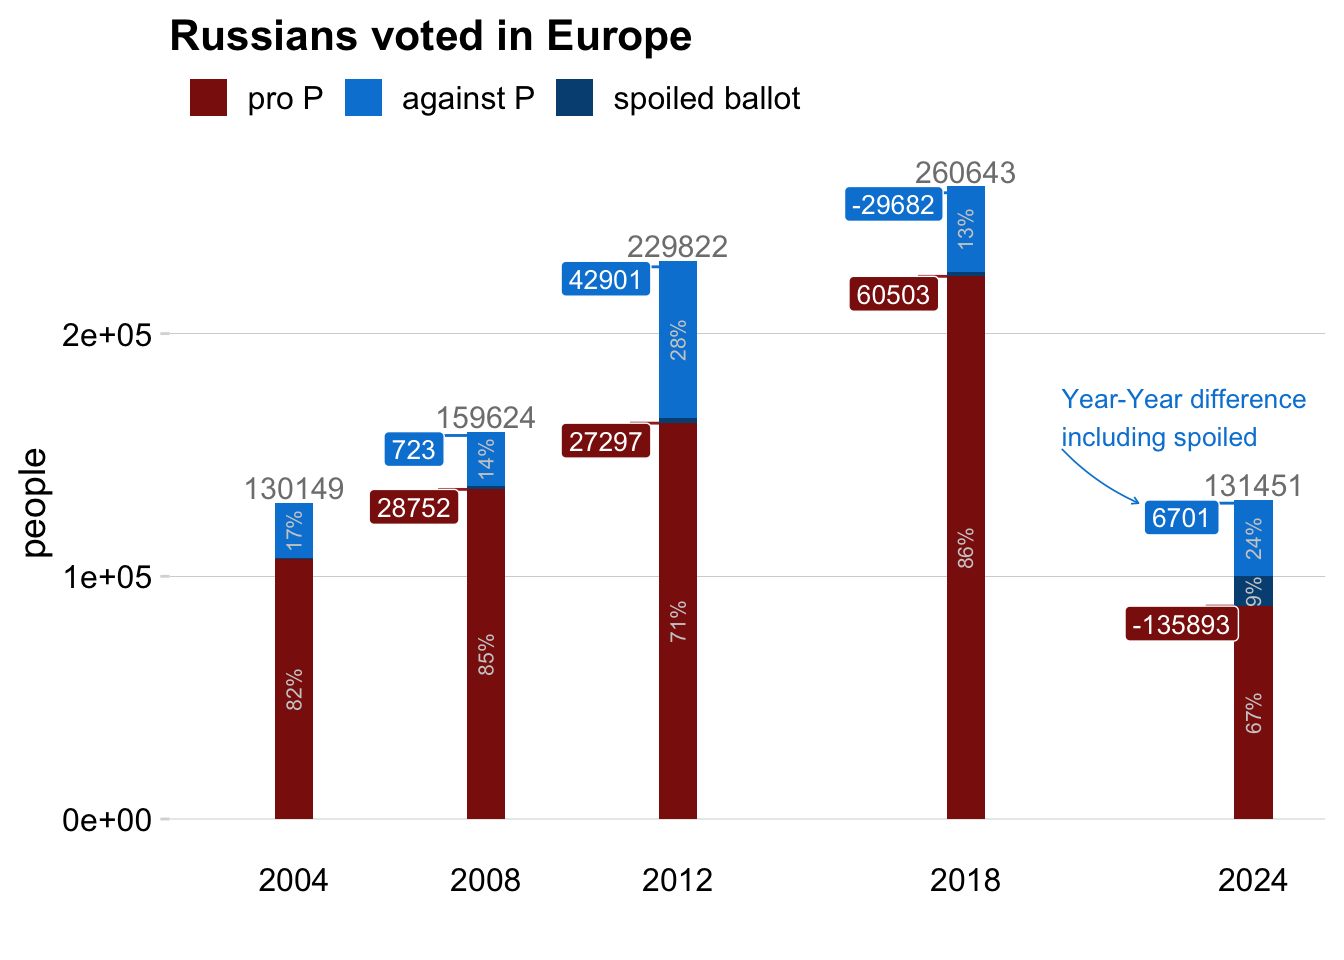 Russians voted in Europe
pro P against P spoiled ballot
260643
-29682
13%
229822
42901
60503
2e+05
28%
Year-Year difference
including spoiled
159624
723
14%
27297
130149
28752
131451
6701
17%
24%
86%
people
1e+05
9%
-135893
71%
85%
82%
67%
0e+00
2004 2008 2012 2018 2024